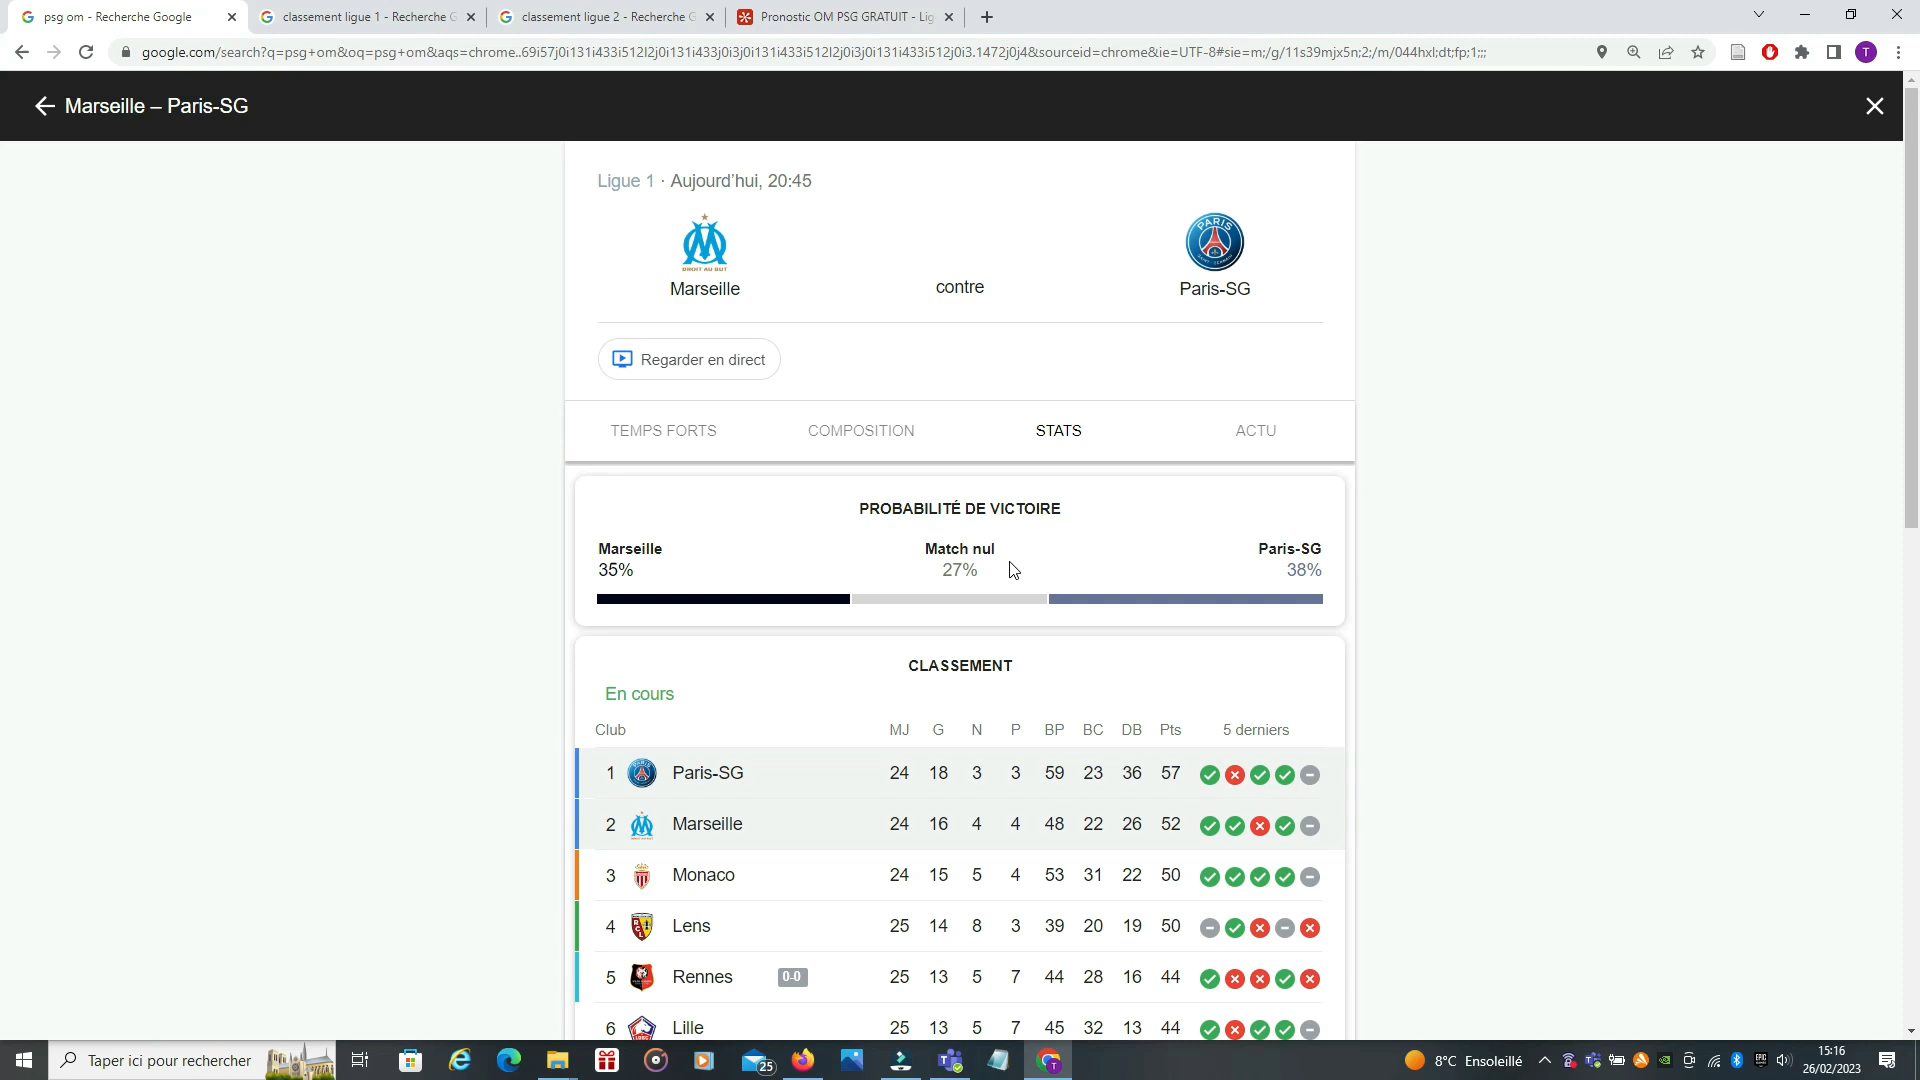 psg om - Recherche Google
classement ligue 1 - Recherche G
classement ligue 2 - Recherche G
Pronostic OM PSG GRATUIT - Lig
google.com/search?q=psg+om&oq=psg+om&aqs=chrome..69i57j0i131i433i512l2j0i131i433j0i3j0i131i433i512l2j0i3j0i131i433i512j0i3.1472j0j4&sourceid=chrome&ie=UTF-8#sie=m;/g/11s39mjx5n;2;/m/044hxl;dt;fp;1;;;
T
Marseille – Paris-SG
Ligue 1 · Aujourd'hui, 20:45
DROIT AU BUT
PARIS
Marseille
contre
Paris-SG
Regarder en direct
TEMPS FORTS COMPOSITION STATS ACTU
PROBABILITÉ DE VICTOIRE
Marseille Match nul Paris-SG
35% 27% 38%
CLASSEMENT
En cours
Club MJ G N P BP BC DB Pts 5 derniers
1 Paris-SG 24 18 3 3 59 23 36 57
2 Marseille 24 16 4 4 48 22 26 52
3 Monaco 24 15 5 4 53 31 22 50
4 Lens 25 14 8 3 39 20 19 50
5 Rennes 0-0 25 13 5 7 44 28 16 44
6 Lille 25 13 5 7 45 32 13 44
Taper ici pour rechercher
25
T
8°C Ensoleillé
15:16
26/02/2023